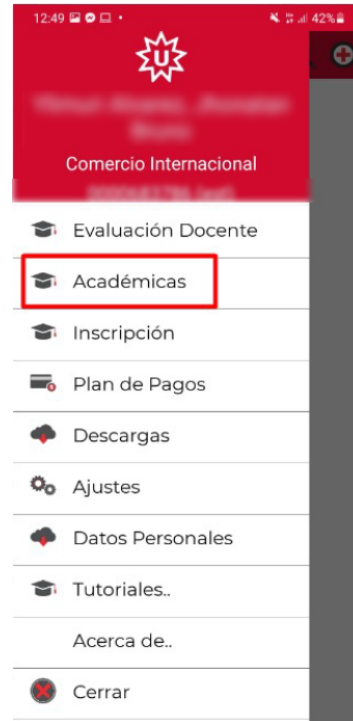 12:49 42%
U
Comercio Internacional
Evaluación Docente
Académicas
Inscripción
Plan de Pagos
Descargas
Ajustes
Datos Personales
Tutoriales..
Acerca de..
Cerrar